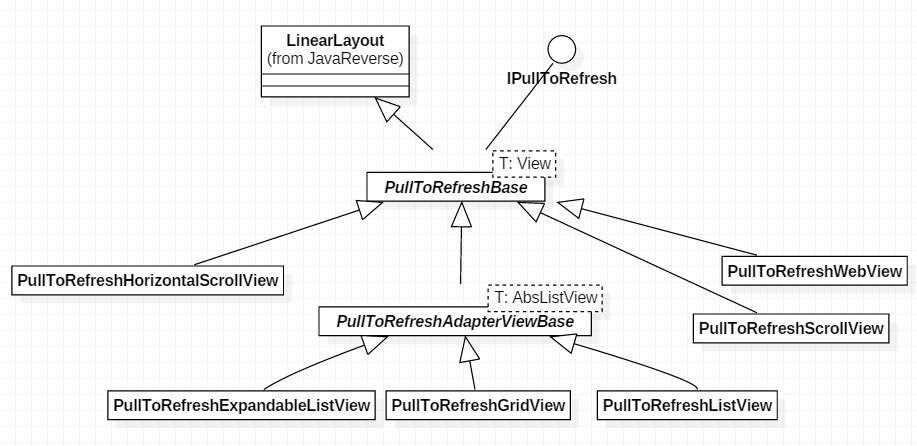 LinearLayout
(from JavaReverse)
IPullToRefresh
T: View
PullToRefreshBase
PullToRefreshHorizontalScrollView
PullToRefreshWebView
T: AbsListView
PullToRefreshAdapterViewBase
PullToRefreshScrollView
PullToRefreshExpandableListView
PullToRefreshGridView
PullToRefreshListView